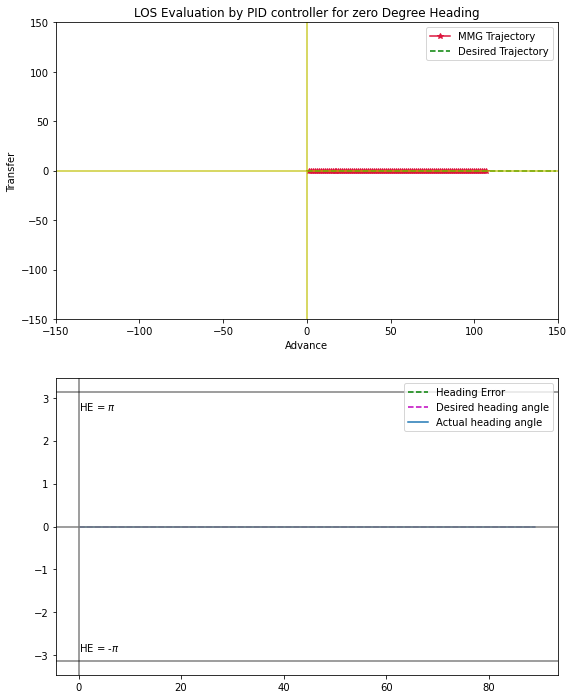 LOS Evaluation by PID controller for zero Degree Heading
150
100
50
0
−50
−100
−150
Transfer
MMG Trajectory
Desired Trajectory
−150 −100 −50 0 50 100 150
Advance
3
2
1
0
−1
−2
−3
HE = π
HE = -π
Heading Error
Desired heading angle
Actual heading angle
0 20 40 60 80